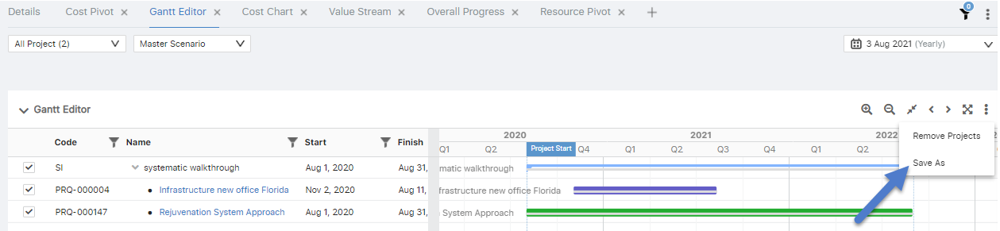 Details Cost Pivot Gantt Editor Cost Chart Value Stream Overall Progress Resource Pivot 0
All Project (2) Master Scenario 3 Aug 2021 (Yearly)
Gantt Editor
Remove Projects
Save As
2020 2021 2022
Code Name Start Finish Q1 Q2 Project Start Q4 Q1 Q2 Q3 Q4 Q1 Q2
SI systematic walkthrough Aug 1, 2020 Aug 31, matic walkthrough
PRQ-000004 Infrastructure new office Florida Nov 2, 2020 Aug 11, frastructure new office Florida
PRQ-000147 Rejuvenation System Approach Aug 1, 2020 Aug 31, n System Approach